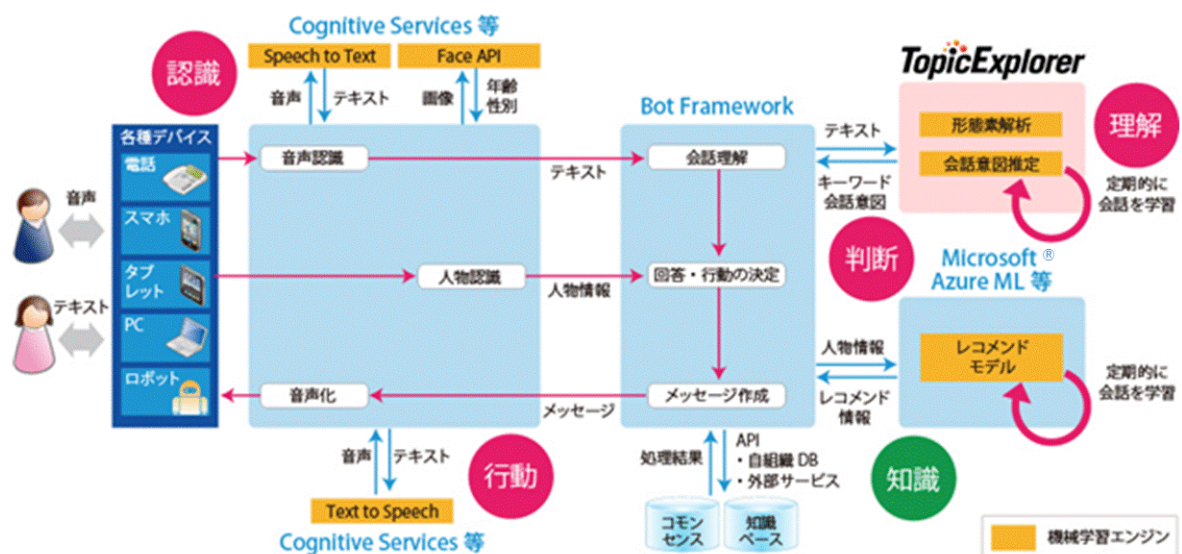 Cognitive Services 等
Speech to Text
Face API
認識
音声
テキスト
画像
年齢
性別
TopicExplorer
形態素解析
会話意図推定
理解
定期的に
会話を学習
Bot Framework
テキスト
キーワード
会話意図
各種デバイス
電話
スマホ
タブ
レット
PC
ロボット
音声
テキスト
音声認識
テキスト
会話理解
人物認識
人物情報
回答・行動の決定
判断
Microsoft ®
Azure ML 等
人物情報
レコメンド
情報
レコメンド
モデル
定期的に
会話を学習
音声化
メッセージ
メッセージ作成
音声
テキスト
行動
処理結果
API
・自組織 DB
・外部サービス
知識
Text to Speech
Cognitive Services 等
コモン
センス
知識
ベース
機械学習エンジン